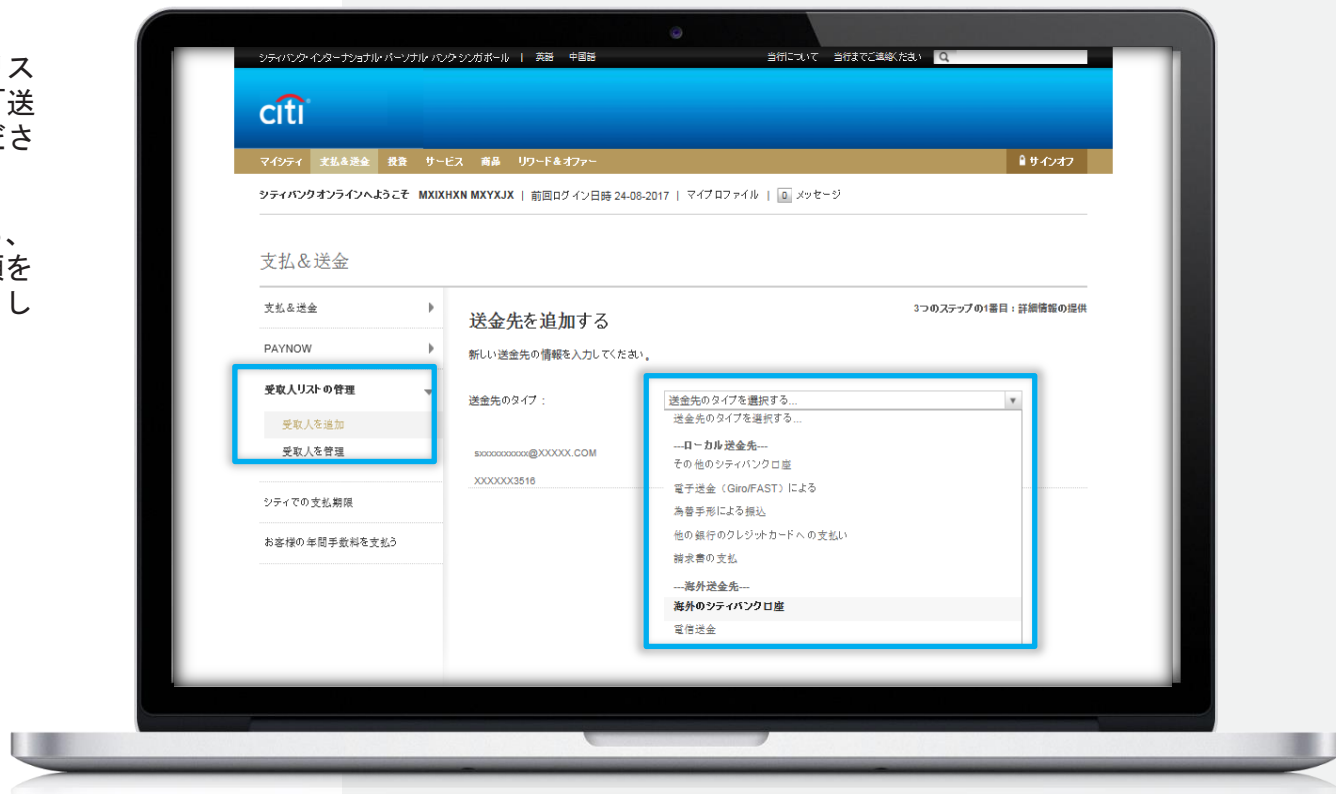 ス
「送
ださ
、
額を
し
シティバンク・インターナショナル・パーソナル・バンク・シンガポール | 英語 中国語 当行について 当行までご連絡ください
citi
マイシティ 支払&送金 投資 サービス 商品 リワード&オファー サインオフ
シティバンクオンラインへようこそ MXIXHXN MXYXJX | 前回ログイン日時 24-08-2017 | マイプロファイル | 0 メッセージ
支払&送金
支払&送金
PAYNOW
受取人リストの管理
受取人を追加
受取人を管理
シティでの支払期限
お客様の年間手数料を支払う
送金先を追加する
3つのステップの1番目:詳細情報の提供
新しい送金先の情報を入力してください。
送金先のタイプ:
送金先のタイプを選択する...
送金先のタイプを選択する...
---ローカル送金先---
その他のシティバンク口座
電子送金(Giro/FAST)による
為替手形による振込
他の銀行のクレジットカードへの支払い
請求書の支払
---海外送金先---
海外のシティバンク口座
電信送金
sxxxxxxxxxx@XXXXX.COM
XXXXXX3516